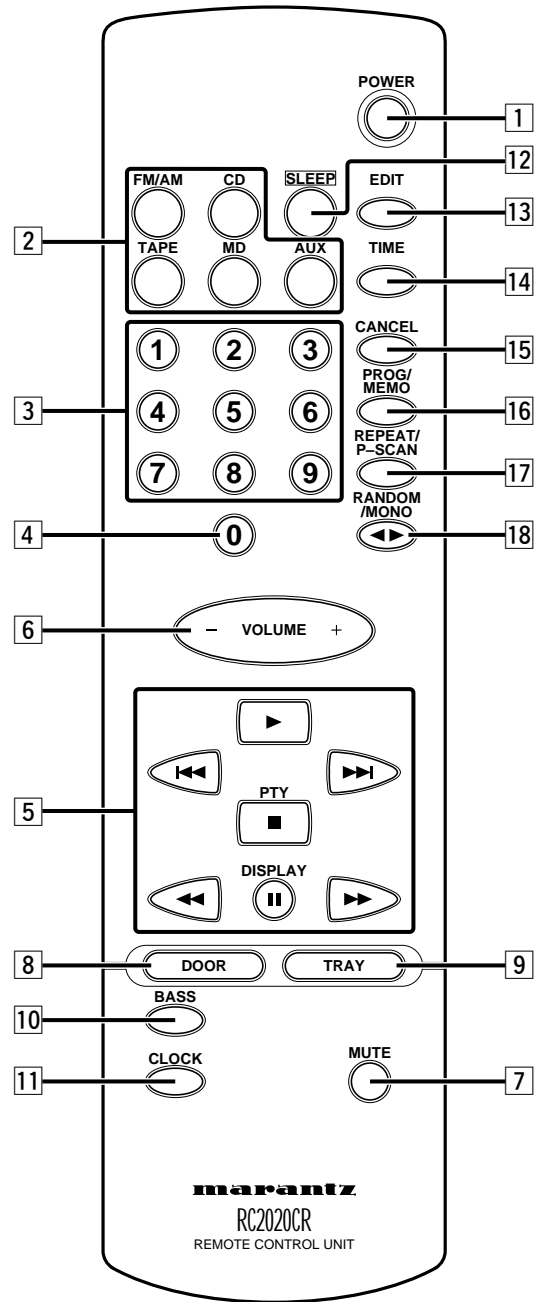 POWER
1
12
FM/AM CD SLEEP EDIT
13
2
TAPE MD AUX TIME
14
CANCEL
1 2 3
15
PROG/
MEMO
3
4 5 6
16
REPEAT/
P–SCAN
7 8 9
17
RANDOM
/MONO
4
0
18
6
– VOLUME +
5
PTY
DISPLAY
8
DOOR TRAY
9
BASS
10
CLOCK MUTE
11
7
marantz
RC2020CR
REMOTE CONTROL UNIT